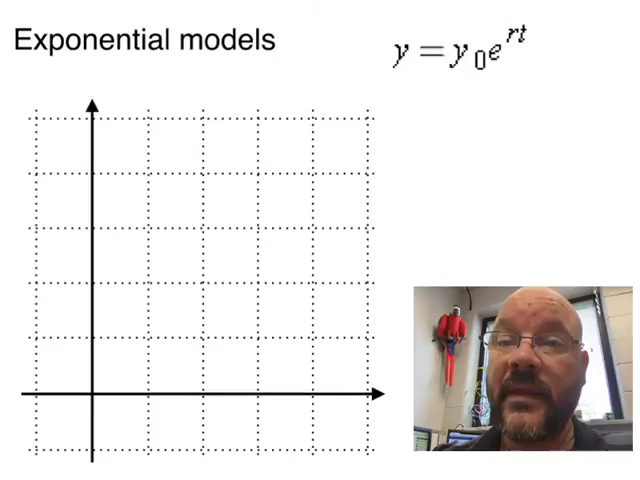 Exponential models
y = y₀e^{rt}